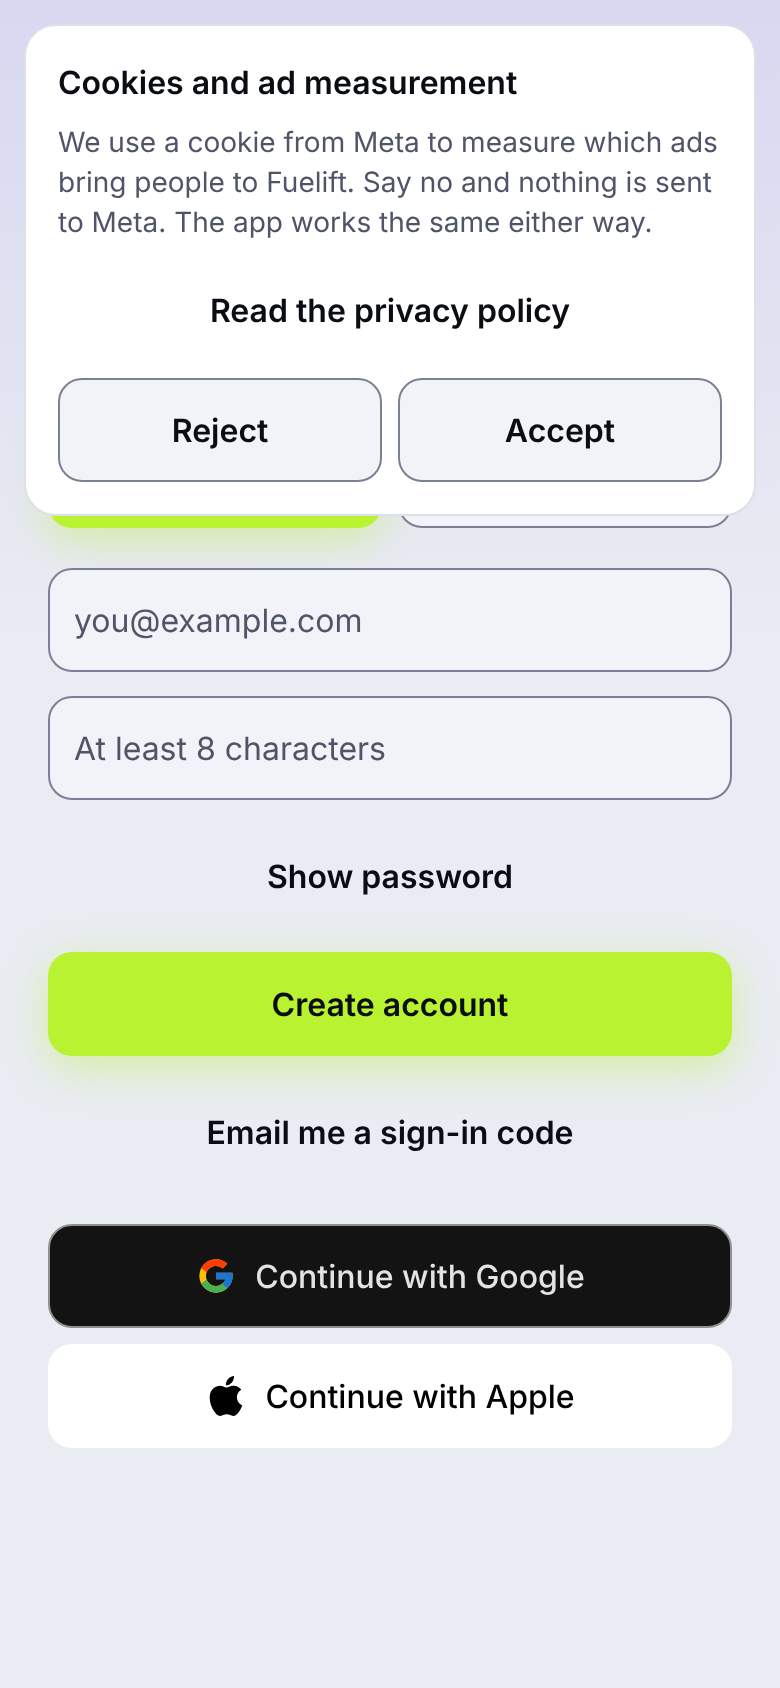 Cookies and ad measurement
We use a cookie from Meta to measure which ads
bring people to Fuelift. Say no and nothing is sent
to Meta. The app works the same either way.
Read the privacy policy
Reject
Accept
you@example.com
At least 8 characters
Show password
Create account
Email me a sign-in code
Continue with Google
Continue with Apple